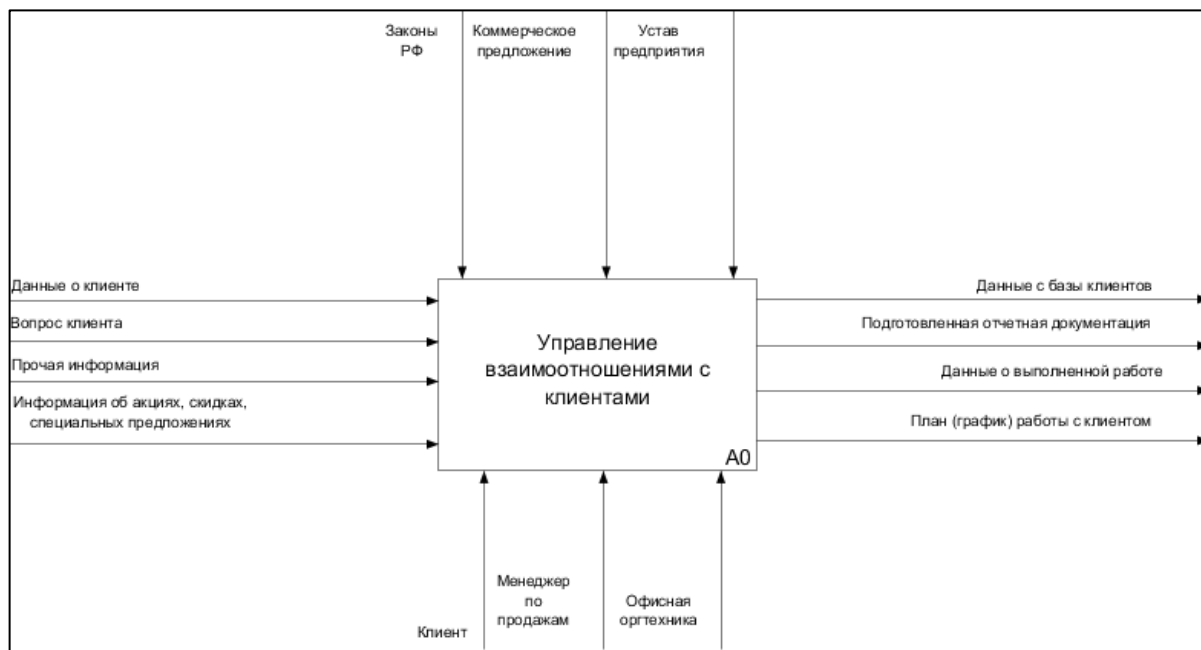 Законы
РФ
Коммерческое
предложение
Устав
предприятия
Данные о клиенте
Вопрос клиента
Прочая информация
Информация об акциях, скидках,
специальных предложениях
Управление
взаимоотношениями с
клиентами
A0
Данные с базы клиентов
Подготовленная отчетная документация
Данные о выполненной работе
План (график) работы с клиентом
Клиент
Менеджер
по
продажам
Офисная
оргтехника